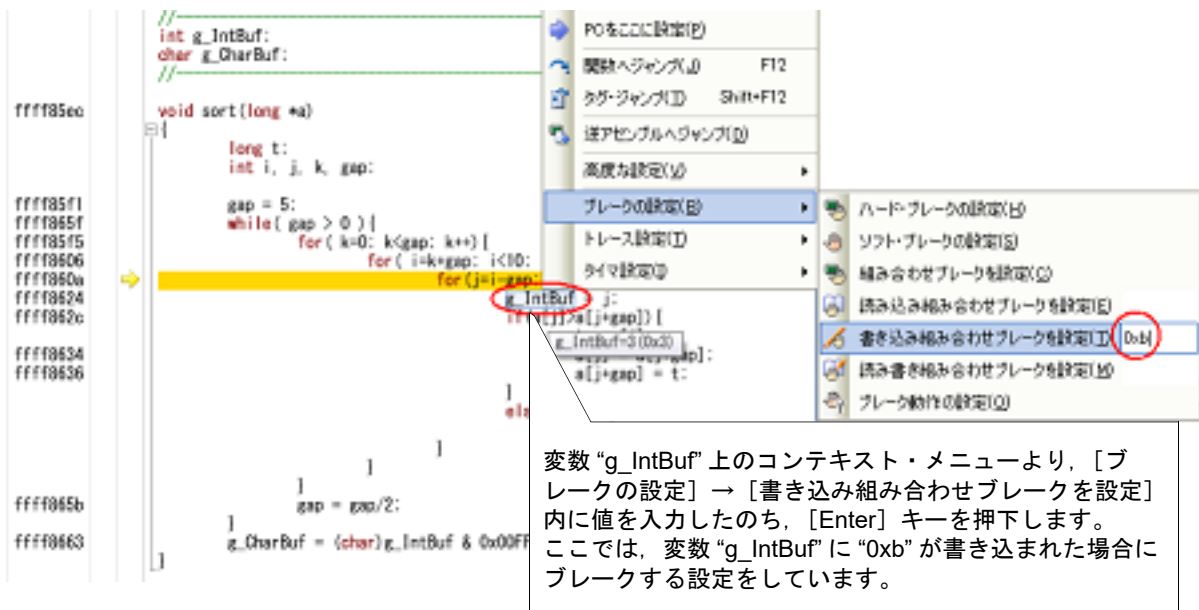 //
int g_IntBuf;
char g_CharBuf;
//
ffff85ec void sort(long *a)
{
long t;
int i, j, k, gap;
ffff85f1 gap = 5;
ffff865f while( gap > 0 ){
ffff85f5 for( k=0; k<gap; k++){
ffff8606 for( i=k+gap; i<10;
ffff860a for(j=i-gap;
ffff8624 g_IntBuf = j;
ffff862c if(a[j]>a[j+gap]){
g_IntBuf=3(0x3)
ffff8634
ffff8636 a[j+gap] = t;
}
}
}
}
ffff865b gap = gap/2;
}
ffff8663 g_CharBuf = (char)g_IntBuf & 0x00FF
}
PCをここに設定(P)
関数へジャンプ(J) F12
タグ・ジャンプ(T) Shift+F12
逆アセンブルへジャンプ(D)
高度な設定(V)
ブレークの設定(B)
トレース設定(T)
タイマ設定(I)
ハード・ブレークの設定(H)
ソフト・ブレークの設定(S)
組み合わせブレークを設定(C)
読み込み組み合わせブレークを設定(E)
書き込み組み合わせブレークを設定(T) 0xb
読み書き組み合わせブレークを設定(M)
ブレーク動作の設定(O)
変数 “g_IntBuf” 上のコンテキスト・メニューより，［ブ
レークの設定］→［書き込み組み合わせブレークを設定］
内に値を入力したのち，［Enter］キーを押下します。
ここでは，変数 “g_IntBuf” に “0xb” が書き込まれた場合に
ブレークする設定をしています。